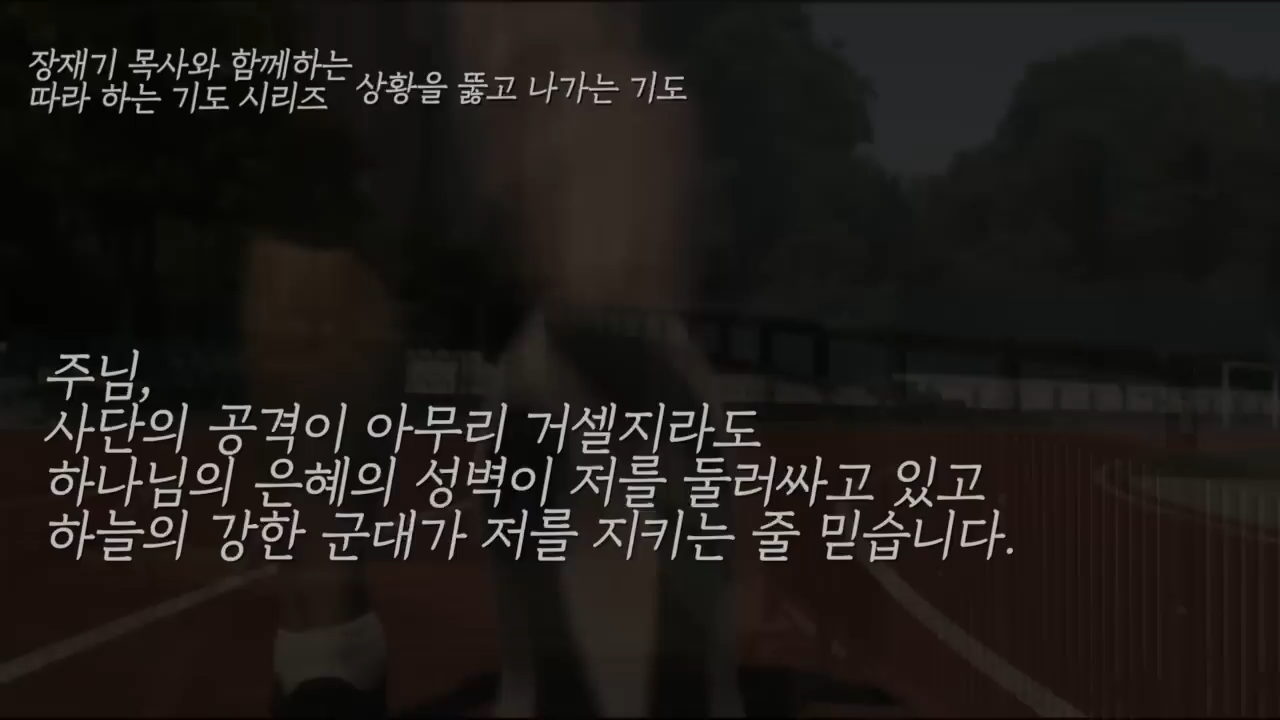 장재기 목사와 함께하는
따라 하는 기도 시리즈
상황을 뚫고 나가는 기도
주님,
사단의 공격이 아무리 거셀지라도
하나님의 은혜의 성벽이 저를 둘러싸고 있고
하늘의 강한 군대가 저를 지키는 줄 믿습니다.